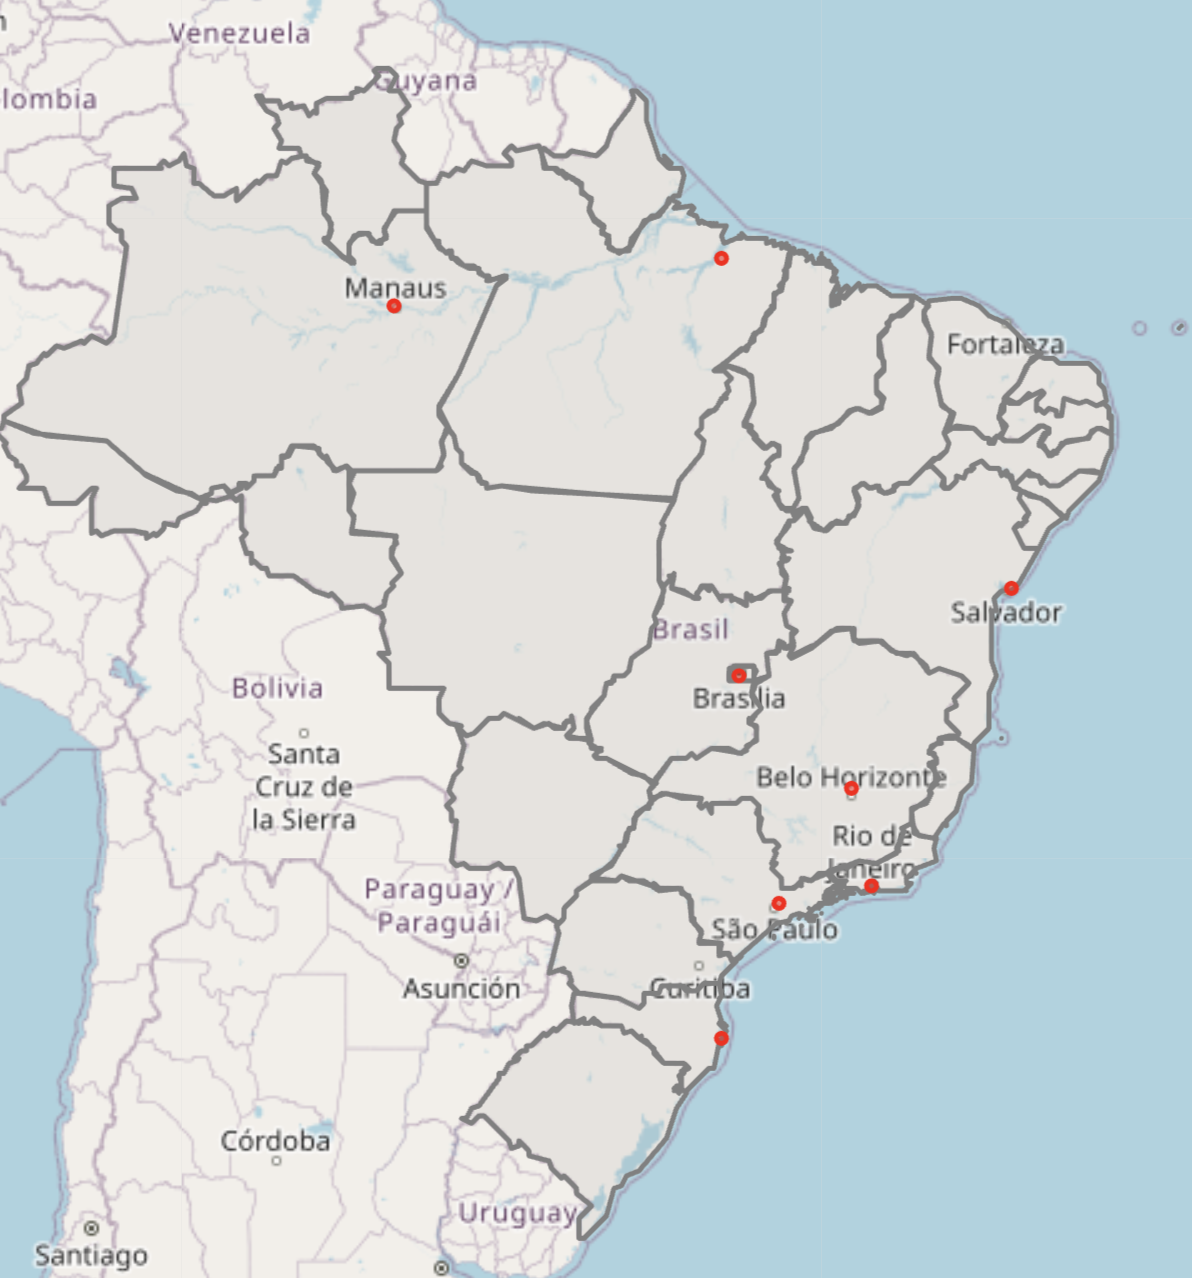 Venezuela
Guyana
lombia
Manaus
Fortaleza
Salvador
Brasil
Brasília
Bolivia
Santa
Cruz de
la Sierra
Belo Horizonte
Rio de
Janeiro
Paraguay /
Paraguái
São Paulo
Asunción
Curitiba
Córdoba
Uruguay
Santiago